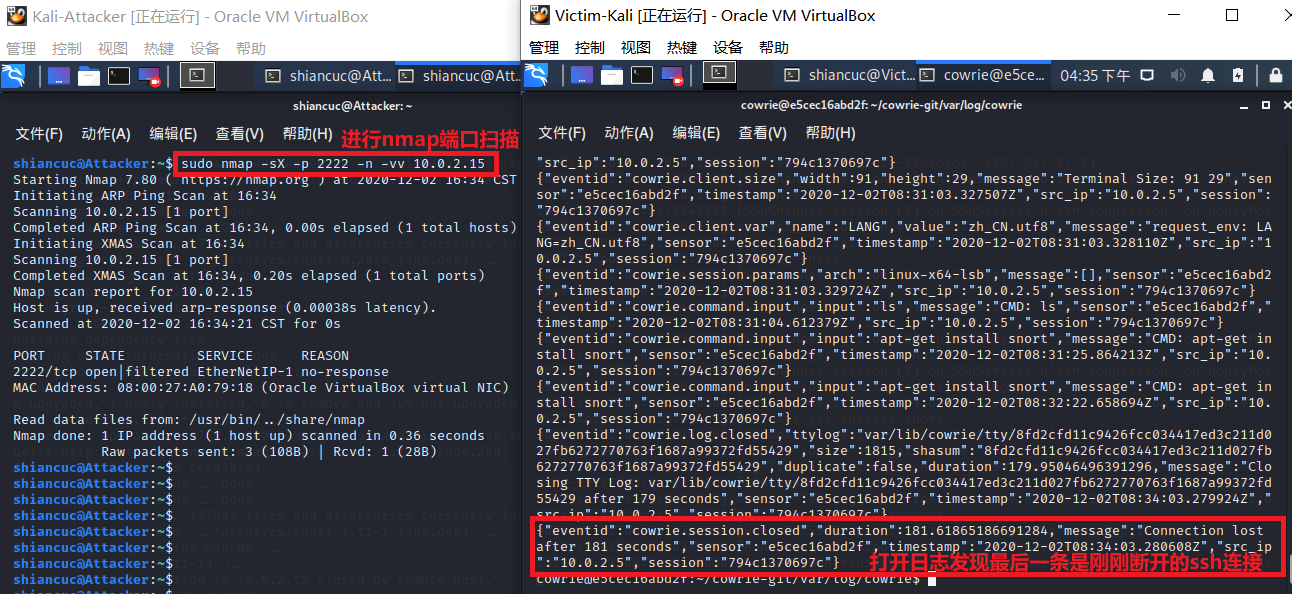 Kali-Attacker [正在运行] - Oracle VM VirtualBox
管理 控制 视图 热键 设备 帮助
shiancuc@Att... shiancuc@At...
shiancuc@Attacker: ~
文件(F) 动作(A) 编辑(E) 查看(V) 帮助(H)
进行nmap端口扫描
shiancuc@Attacker:~$ sudo nmap -sX -p 2222 -n -vv 10.0.2.15
Starting Nmap 7.80 ( https://nmap.org ) at 2020-12-02 16:34 CST
Initiating ARP Ping Scan at 16:34
Scanning 10.0.2.15 [1 port]
Completed ARP Ping Scan at 16:34, 0.00s elapsed (1 total hosts)
Initiating XMAS Scan at 16:34
Scanning 10.0.2.15 [1 port]
Completed XMAS Scan at 16:34, 0.20s elapsed (1 total ports)
Nmap scan report for 10.0.2.15
Host is up, received arp-response (0.00038s latency).
Scanned at 2020-12-02 16:34:21 CST for 0s
PORT STATE SERVICE REASON
2222/tcp open|filtered EtherNetIP-1 no-response
MAC Address: 08:00:27:A0:79:18 (Oracle VirtualBox virtual NIC)
Read data files from: /usr/bin/../share/nmap
Nmap done: 1 IP address (1 host up) scanned in 0.36 seconds
Raw packets sent: 3 (108B) | Rcvd: 1 (28B)
shiancuc@Attacker:~$
shiancuc@Attacker:~$
shiancuc@Attacker:~$
shiancuc@Attacker:~$
shiancuc@Attacker:~$
shiancuc@Attacker:~$
shiancuc@Attacker:~$
shiancuc@Attacker:~$
Victim-Kali [正在运行] - Oracle VM VirtualBox
管理 控制 视图 热键 设备 帮助
shiancuc@Vict... cowrie@e5ce... 04:35 下午
cowrie@e5cec16abd2f: ~/cowrie-git/var/log/cowrie
文件(F) 动作(A) 编辑(E) 查看(V) 帮助(H)
"src_ip":"10.0.2.5","session":"794c1370697c"}
{"eventid":"cowrie.client.size","width":91,"height":29,"message":"Terminal Size: 91 29","sen
sor":"e5cec16abd2f","timestamp":"2020-12-02T08:31:03.327507Z","src_ip":"10.0.2.5","session":
"794c1370697c"}
{"eventid":"cowrie.client.var","name":"LANG","value":"zh_CN.utf8","message":"request_env: LA
NG=zh_CN.utf8","sensor":"e5cec16abd2f","timestamp":"2020-12-02T08:31:03.328110Z","src_ip":"1
0.0.2.5","session":"794c1370697c"}
{"eventid":"cowrie.session.params","arch":"linux-x64-lsb","message":[],"sensor":"e5cec16abd2
f","timestamp":"2020-12-02T08:31:03.329724Z","src_ip":"10.0.2.5","session":"794c1370697c"}
{"eventid":"cowrie.command.input","input":"ls","message":"CMD: ls","sensor":"e5cec16abd2f","
timestamp":"2020-12-02T08:31:04.612379Z","src_ip":"10.0.2.5","session":"794c1370697c"}
{"eventid":"cowrie.command.input","input":"apt-get install snort","message":"CMD: apt-get in
stall snort","sensor":"e5cec16abd2f","timestamp":"2020-12-02T08:31:25.864213Z","src_ip":"10.
0.2.5","session":"794c1370697c"}
{"eventid":"cowrie.command.input","input":"apt-get install snort","message":"CMD: apt-get in
stall snort","sensor":"e5cec16abd2f","timestamp":"2020-12-02T08:32:22.658694Z","src_ip":"10.
0.2.5","session":"794c1370697c"}
{"eventid":"cowrie.log.closed","ttylog":"var/lib/cowrie/tty/8fd2cfd11c9426fcc034417ed3c211d0
27fb6272770763f1687a99372fd55429","size":1815,"shasum":"8fd2cfd11c9426fcc034417ed3c211d027fb
6272770763f1687a99372fd55429","duplicate":false,"duration":179.95046496391296,"message":"Clo
sing TTY Log: var/lib/cowrie/tty/8fd2cfd11c9426fcc034417ed3c211d027fb6272770763f1687a99372fd
55429 after 179 seconds","sensor":"e5cec16abd2f","timestamp":"2020-12-02T08:34:03.279924Z","
src_ip":"10.0.2.5","session":"794c1370697c"}
{"eventid":"cowrie.session.closed","duration":181.61865186691284,"message":"Connection lost
after 181 seconds","sensor":"e5cec16abd2f","timestamp":"2020-12-02T08:34:03.280608Z","src_ip
":"10.0.2.5","session":"794c1370697c"}
打开日志发现最后一条是刚刚断开的ssh连接
cowrie@e5cec16abd2f:~/cowrie-git/var/log/cowrie$